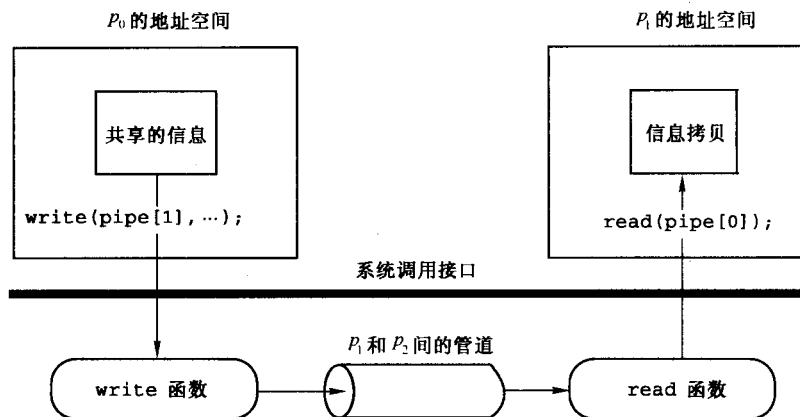 P₀ 的地址空间
P₁ 的地址空间
共享的信息
信息拷贝
write(pipe[1], …);
read(pipe[0]);
系统调用接口
P₁ 和 P₂ 间的管道
write 函数
read 函数